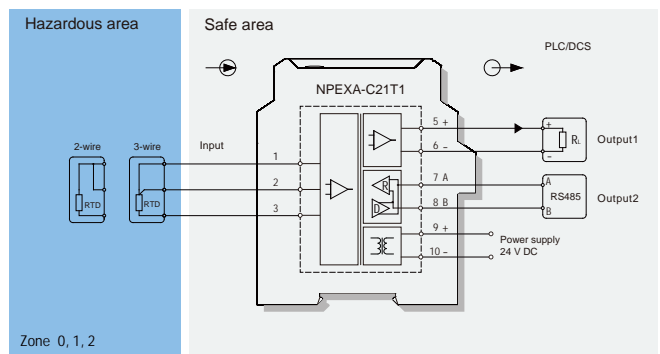 Hazardous area
Safe area
PLC/DCS
NPEXA-C21T1
2-wire
3-wire
Input
1
2
3
RTD
RTD
5 +
6 –
7 A
8 B
9 +
10 –
R
D
+
–
RL
Output1
A
B
RS485
Output2
Power supply
24 V DC
Zone 0, 1, 2